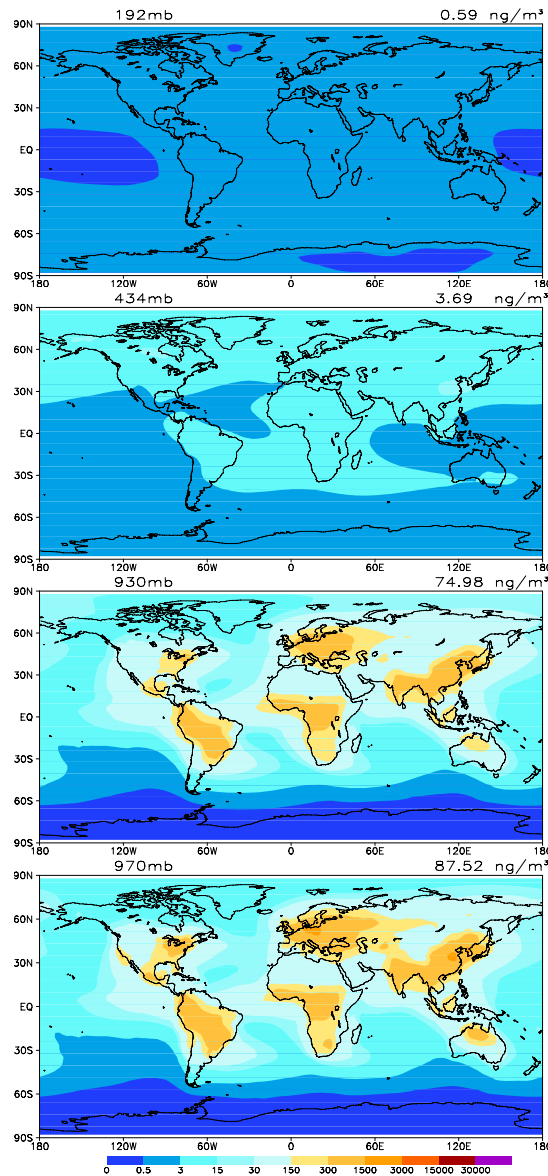 192mb 0.59 ng/m³
90N
60N
30N
EQ
30S
60S
90S
180 120W 60W 0 60E 120E 180
434mb 3.69 ng/m³
90N
60N
30N
EQ
30S
60S
90S
180 120W 60W 0 60E 120E 180
930mb 74.98 ng/m³
90N
60N
30N
EQ
30S
60S
90S
180 120W 60W 0 60E 120E 180
970mb 87.52 ng/m³
90N
60N
30N
EQ
30S
60S
90S
180 120W 60W 0 60E 120E 180
0 0.5 3 15 30 150 300 1500 3000 15000 30000